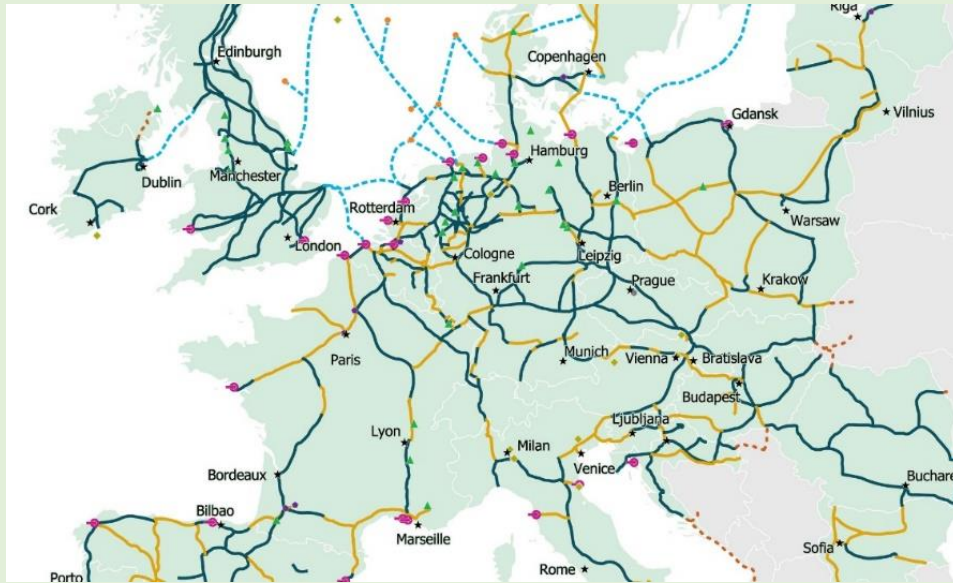 Riga
Edinburgh
Copenhagen
Gdansk
Vilnius
Hamburg
Dublin
Manchester
Berlin
Cork
Rotterdam
Warsaw
London
Cologne
Leipzig
Frankfurt
Prague
Krakow
Paris
Munich
Vienna
Bratislava
Budapest
Ljubljana
Lyon
Milan
Venice
Bordeaux
Buchare
Bilbao
Marseille
Sofia
Rome
Porto